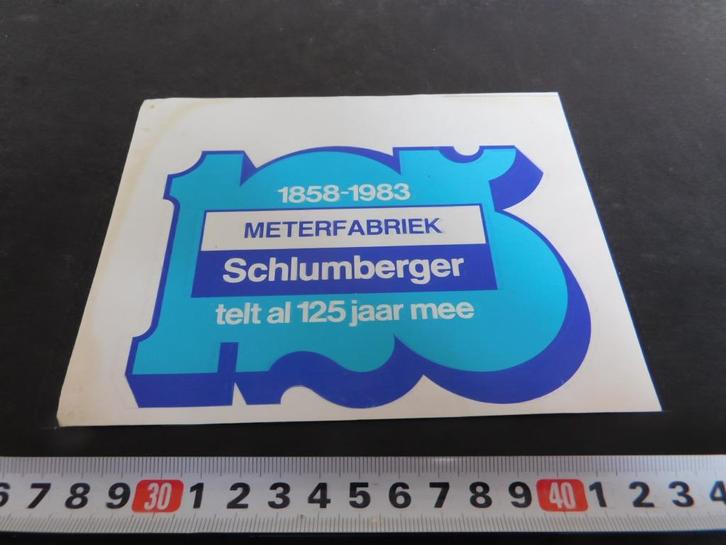 1858-1983
METERFABRIEK
Schlumberger
telt al 125 jaar mee
6 7 8 9 30 1 2 3 4 5 6 7 8 9 40 1 2 3 4